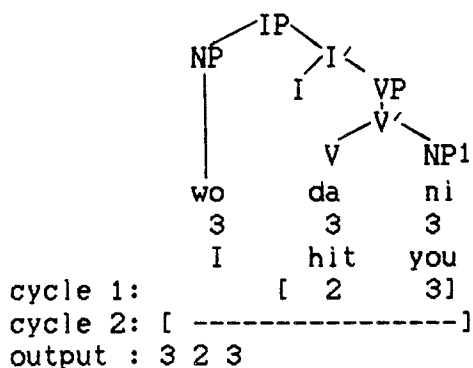 IP
NP I′
I VP
V′
V NP1
wo da ni
3 3 3
I hit you
cycle 1: [ 2 3]
cycle 2: [ ------------------]
output : 3 2 3